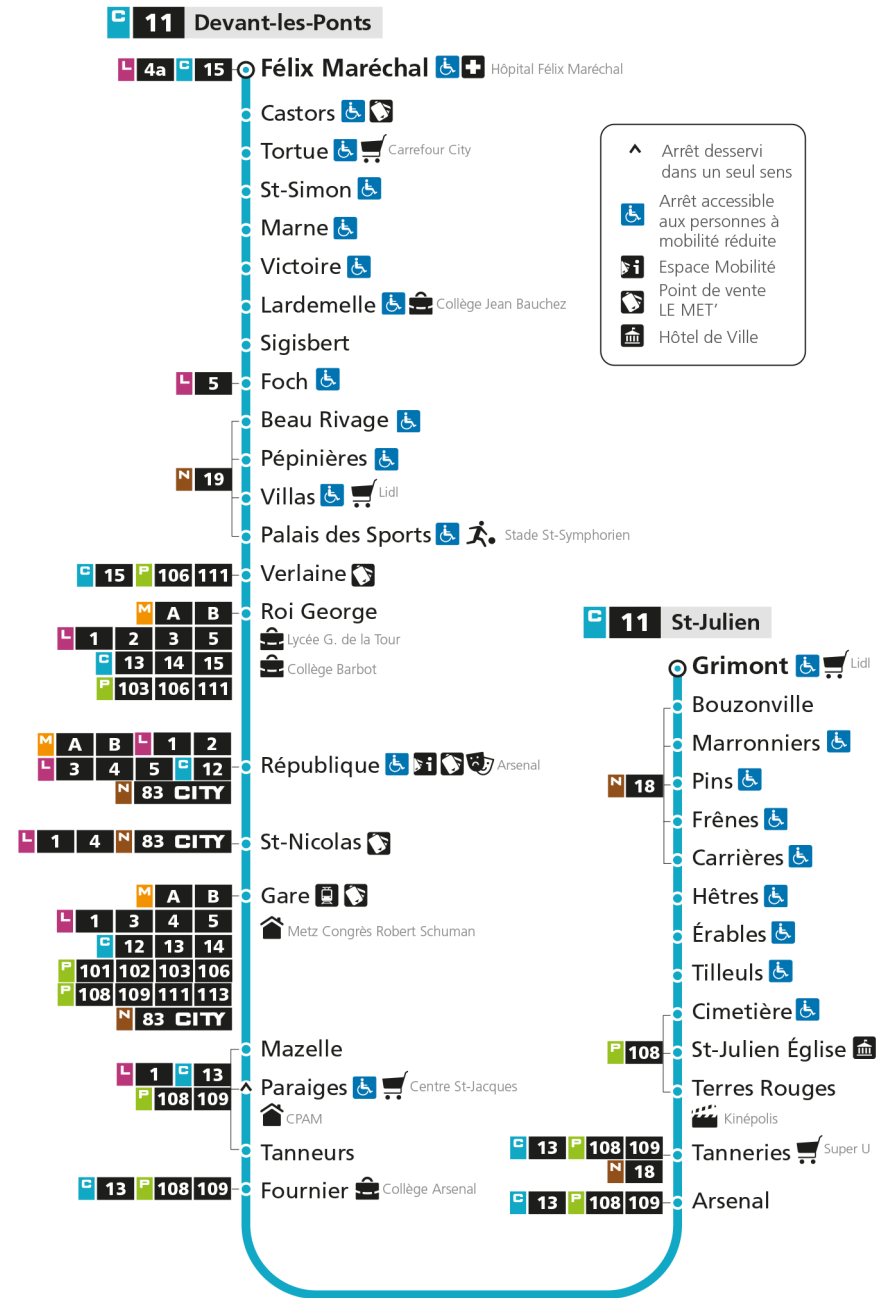 C 11 Devant-les-Ponts
L 4a C 15 Félix Maréchal Hôpital Félix Maréchal
Castors
Tortue Carrefour City
St-Simon
Marne
Victoire
Lardemelle Collège Jean Bauchez
Sigisbert
L 5 Foch
Beau Rivage
Pépinières
N 19
Villas Lidl
Palais des Sports Stade St-Symphorien
C 15 P 106 111 Verlaine
M A B Roi George
L 1 2 3 5 Lycée G. de la Tour
C 13 14 15 Collège Barbot
P 103 106 111
M A B L 1 2
L 3 4 5 C 12 République i Arsenal
N 83 CITY
L 1 4 N 83 CITY St-Nicolas
M A B Gare
L 1 3 4 5 Metz Congrès Robert Schuman
C 12 13 14
P 101 102 103 106
P 108 109 111 113
N 83 CITY
Mazelle
L 1 C 13
P 108 109
Paraiges Centre St-Jacques
CPAM
Tanneurs
C 13 P 108 109 Fournier Collège Arsenal
Arrêt desservi
dans un seul sens
Arrêt accessible
aux personnes à
mobilité réduite
i Espace Mobilité
Point de vente
LE MET'
Hôtel de Ville
C 11 St-Julien
Grimont Lidl
Bouzonville
Marronniers
N 18 Pins
Frênes
Carrières
Hêtres
Érables
Tilleuls
Cimetière
P 108 St-Julien Église
Terres Rouges
Kinépolis
C 13 P 108 109 Tanneries Super U
N 18
C 13 P 108 109 Arsenal